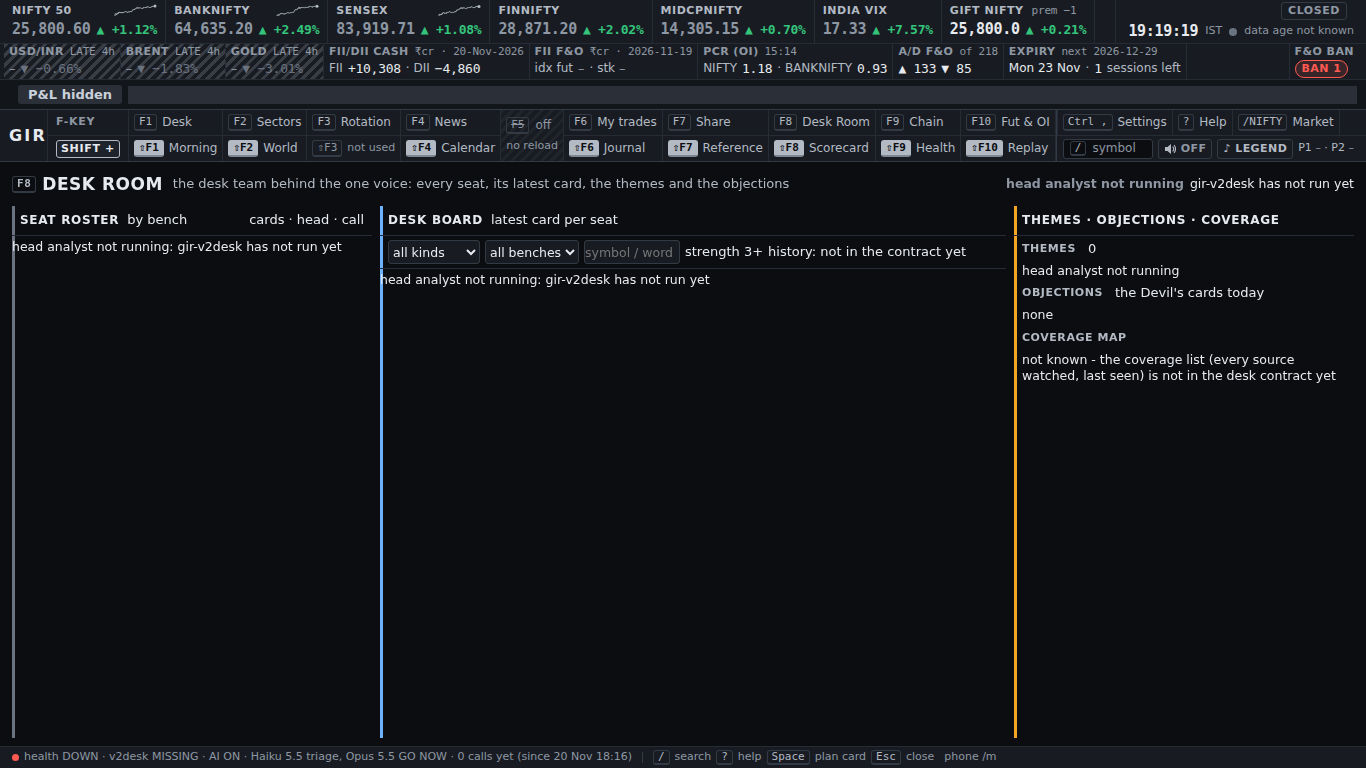 NIFTY 50 BANKNIFTY SENSEX FINNIFTY MIDCPNIFTY INDIA VIX GIFT NIFTY prem −1 CLOSED
25,800.60 ▲ +1.12% 64,635.20 ▲ +2.49% 83,919.71 ▲ +1.08% 28,871.20 ▲ +2.02% 14,305.15 ▲ +0.70% 17.33 ▲ +7.57% 25,800.0 ▲ +0.21% 19:19:19 IST ● data age not known
USD/INR LATE 4h BRENT LATE 4h GOLD LATE 4h FII/DII CASH ₹cr · 20-Nov-2026 FII F&O ₹cr · 2026-11-19 PCR (OI) 15:14 A/D F&O of 218 EXPIRY next 2026-12-29 F&O BAN
– ▼ −0.66% – ▼ −1.83% – ▼ −3.01% FII +10,308 · DII −4,860 idx fut – · stk – NIFTY 1.18 · BANKNIFTY 0.93 ▲ 133 ▼ 85 Mon 23 Nov · 1 sessions left BAN 1
P&L hidden
GIR F-KEY F1 Desk F2 Sectors F3 Rotation F4 News F5 off F6 My trades F7 Share F8 Desk Room F9 Chain F10 Fut & OI Ctrl , Settings ? Help /NIFTY Market
SHIFT + ⇧F1 Morning ⇧F2 World ⇧F3 not used ⇧F4 Calendar no reload ⇧F6 Journal ⇧F7 Reference ⇧F8 Scorecard ⇧F9 Health ⇧F10 Replay / symbol OFF ♪ LEGEND P1 – · P2 –
F8 DESK ROOM the desk team behind the one voice: every seat, its latest card, the themes and the objections head analyst not running gir-v2desk has not run yet
SEAT ROSTER by bench cards · head · call DESK BOARD latest card per seat THEMES · OBJECTIONS · COVERAGE
head analyst not running: gir-v2desk has not run yet
all kinds all benches symbol / word strength 3+ history: not in the contract yet
head analyst not running: gir-v2desk has not run yet
THEMES 0
head analyst not running
OBJECTIONS the Devil's cards today
none
COVERAGE MAP
not known - the coverage list (every source
watched, last seen) is not in the desk contract yet
● health DOWN · v2desk MISSING · AI ON · Haiku 5.5 triage, Opus 5.5 GO NOW · 0 calls yet (since 20 Nov 18:16) / search ? help Space plan card Esc close phone /m